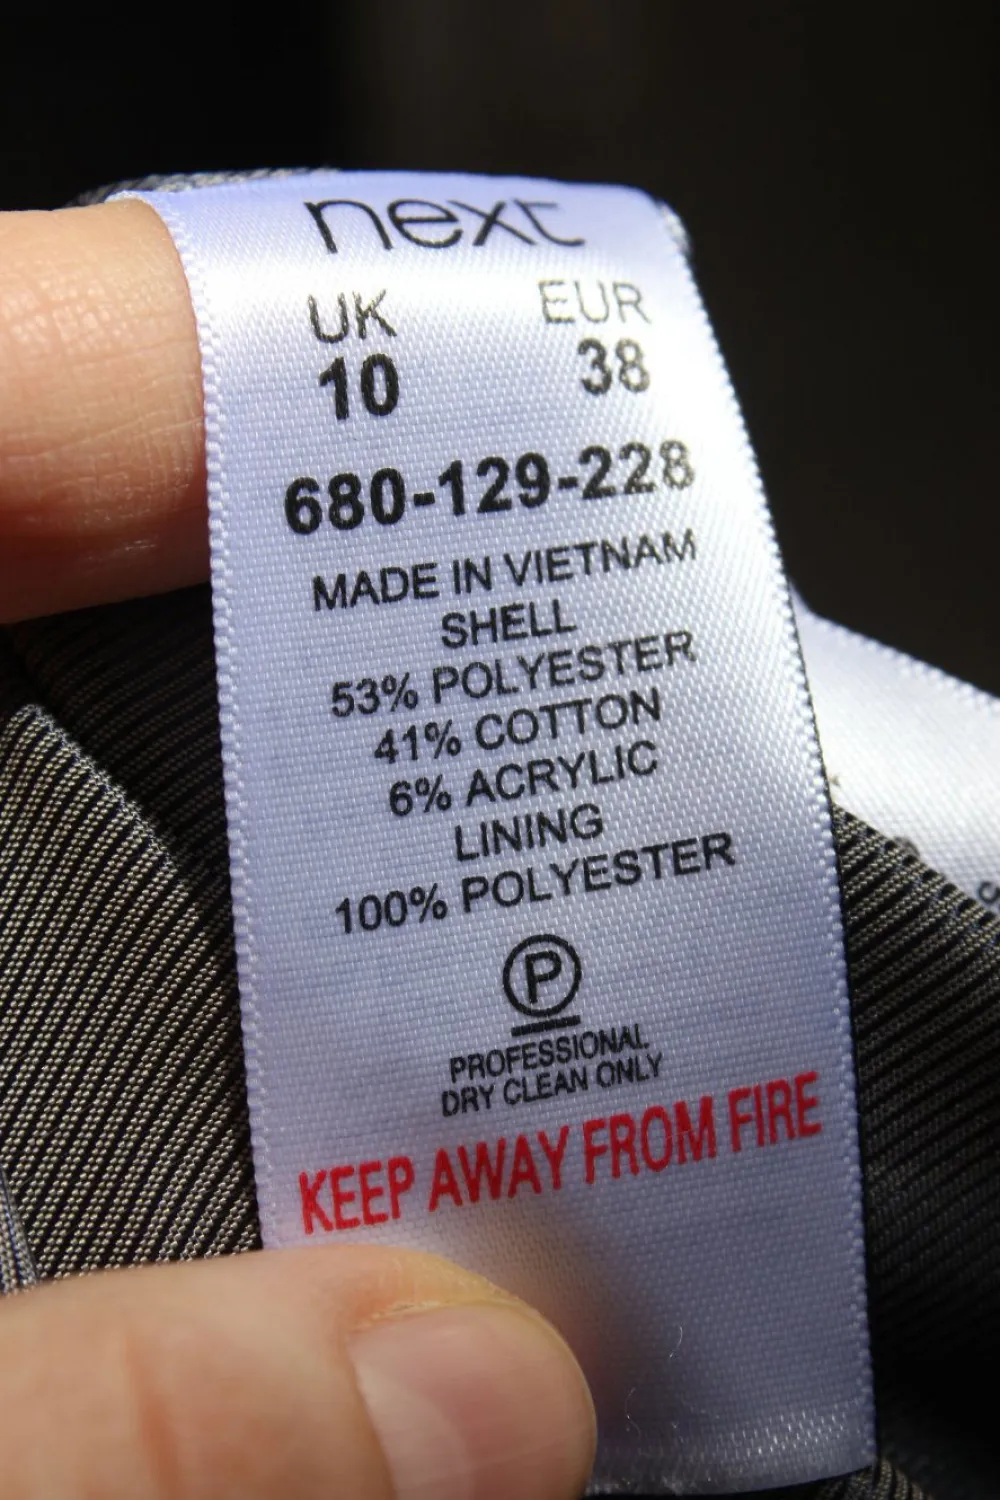 next
UK EUR
10 38
680-129-228
MADE IN VIETNAM
SHELL
53% POLYESTER
41% COTTON
6% ACRYLIC
LINING
100% POLYESTER
P
PROFESSIONAL
DRY CLEAN ONLY
KEEP AWAY FROM FIRE